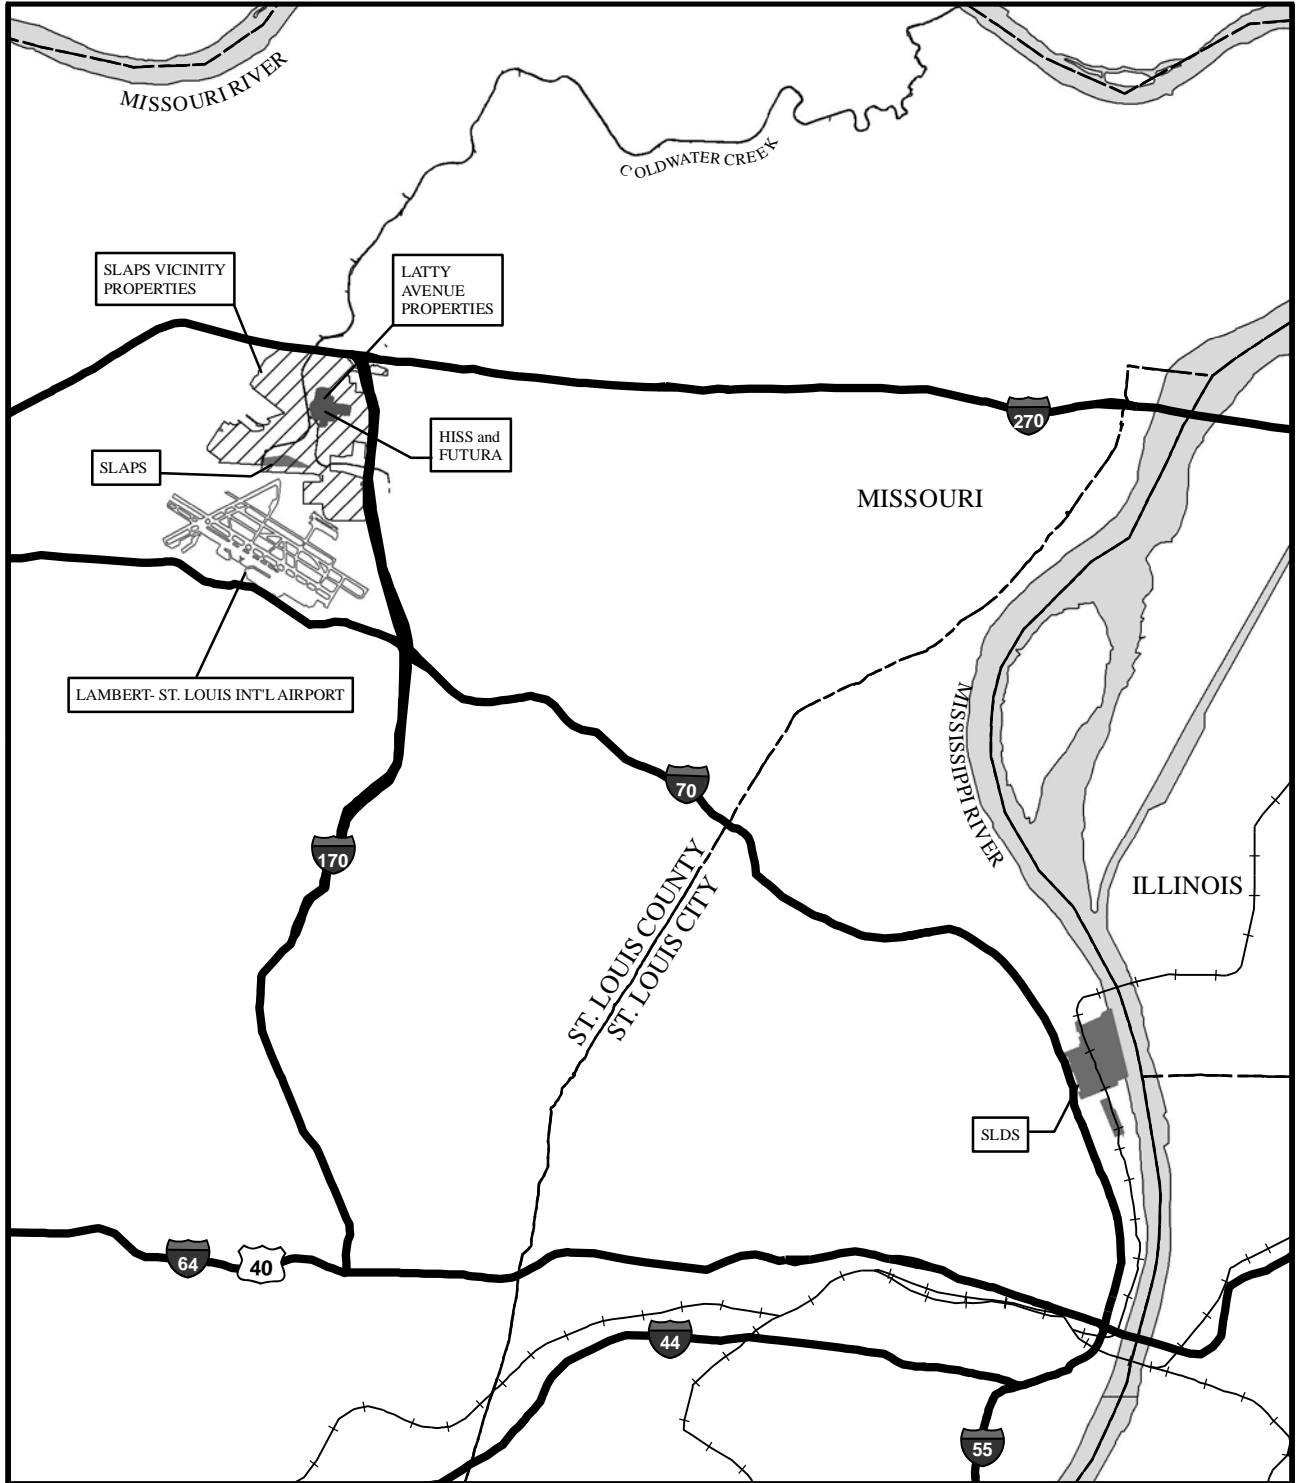 MISSOURI RIVER
COLDWATER CREEK
SLAPS VICINITY
PROPERTIES
LATTY
AVENUE
PROPERTIES
270
HISS and
FUTURA
SLAPS
MISSOURI
LAMBERT- ST. LOUIS INT'L AIRPORT
MISSISSIPPI RIVER
70
170
ILLINOIS
ST. LOUIS COUNTY
ST. LOUIS CITY
SLDS
64
40
44
55